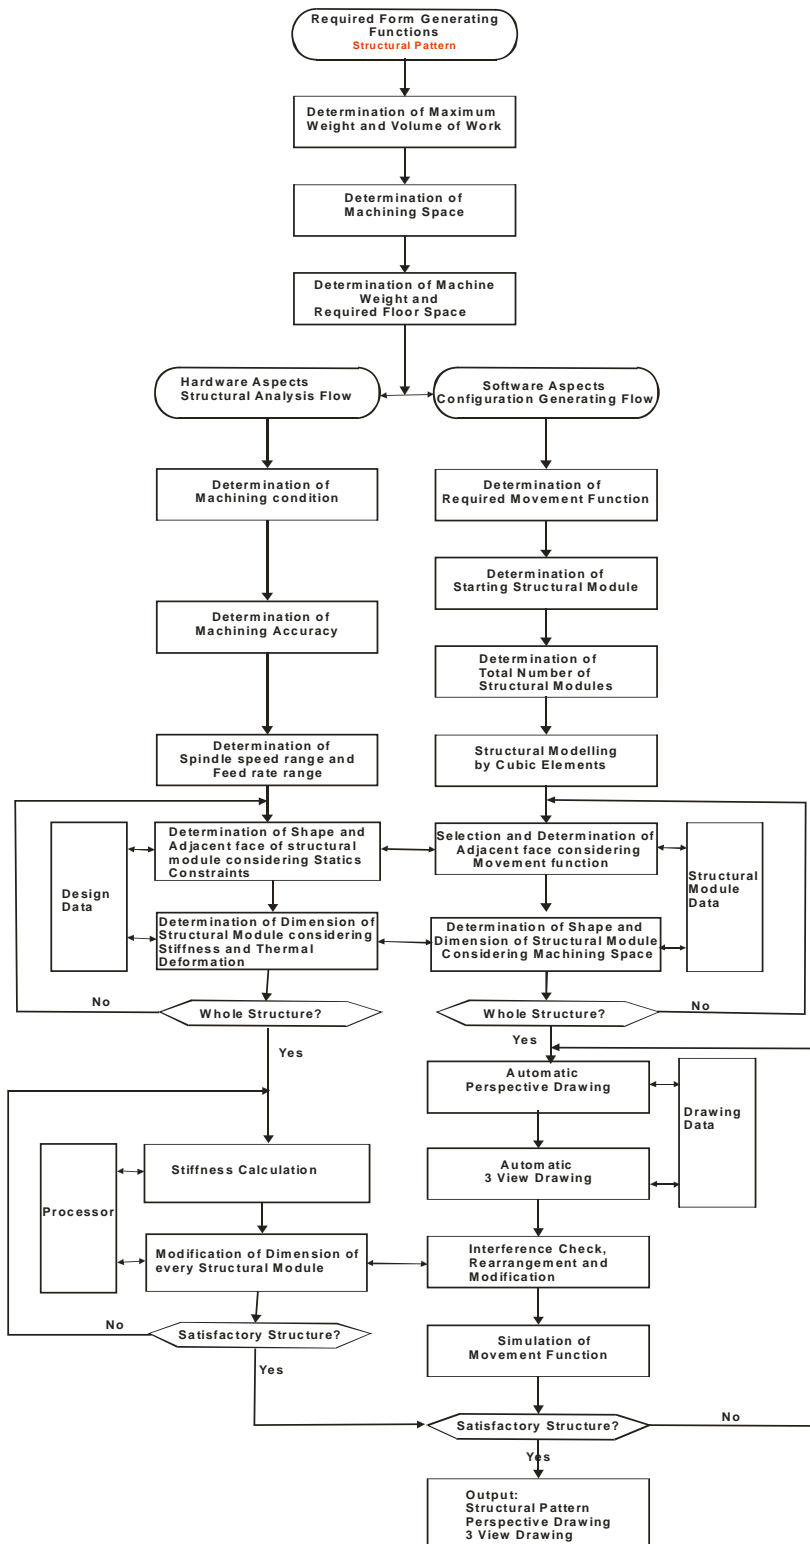 Required Form Generating
Functions
Structural Pattern
Determination of Maximum
Weight and Volume of Work
Determination of
Machining Space
Determination of Machine
Weight and
Required Floor Space
Hardware Aspects
Structural Analysis Flow
Software Aspects
Configuration Generating Flow
Determination of
Machining condition
Determination of
Required Movement Function
Determination of
Starting Structural Module
Determination of
Machining Accuracy
Determination of
Total Number of
Structural Modules
Determination of
Spindle speed range and
Feed rate range
Structural Modelling
by Cubic Elements
Determination of Shape and
Adjacent face of structural
module considering Statics
Constraints
Selection and Determination of
Adjacent face considering
Movement function
Design
Data
Structural
Module
Data
Determination of Dimension of
Structural Module considering
Stiffness and Thermal
Deformation
Determination of Shape and
Dimension of Structural Module
Considering Machining Space
No
Whole Structure?
Whole Structure?
No
Yes
Yes
Automatic
Perspective Drawing
Drawing
Data
Stiffness Calculation
Automatic
3 View Drawing
Processor
Modification of Dimension of
every Structural Module
Interference Check,
Rearrangement and
Modification
No
Satisfactory Structure?
Simulation of
Movement Function
Yes
Satisfactory Structure?
No
Yes
Output:
Structural Pattern
Perspective Drawing
3 View Drawing